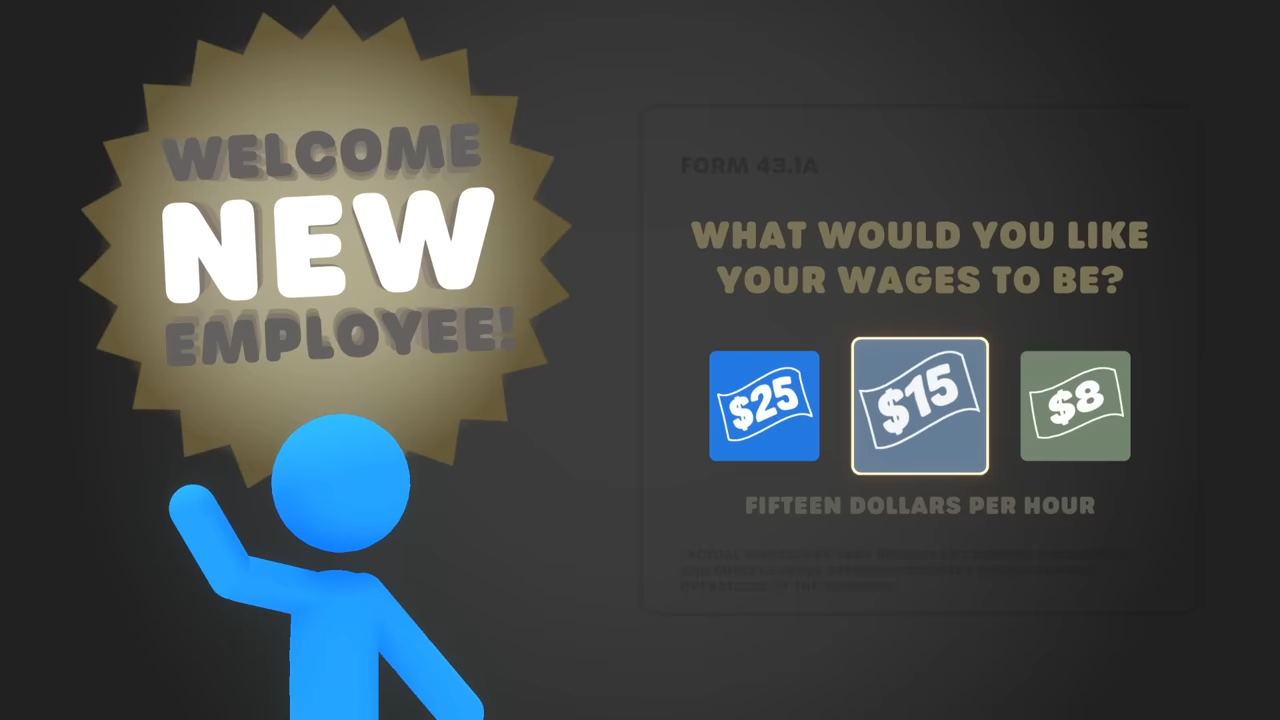 WELCOME
NEW
EMPLOYEE!
FORM 43.1A
WHAT WOULD YOU LIKE
YOUR WAGES TO BE?
$25
$15
$8
FIFTEEN DOLLARS PER HOUR